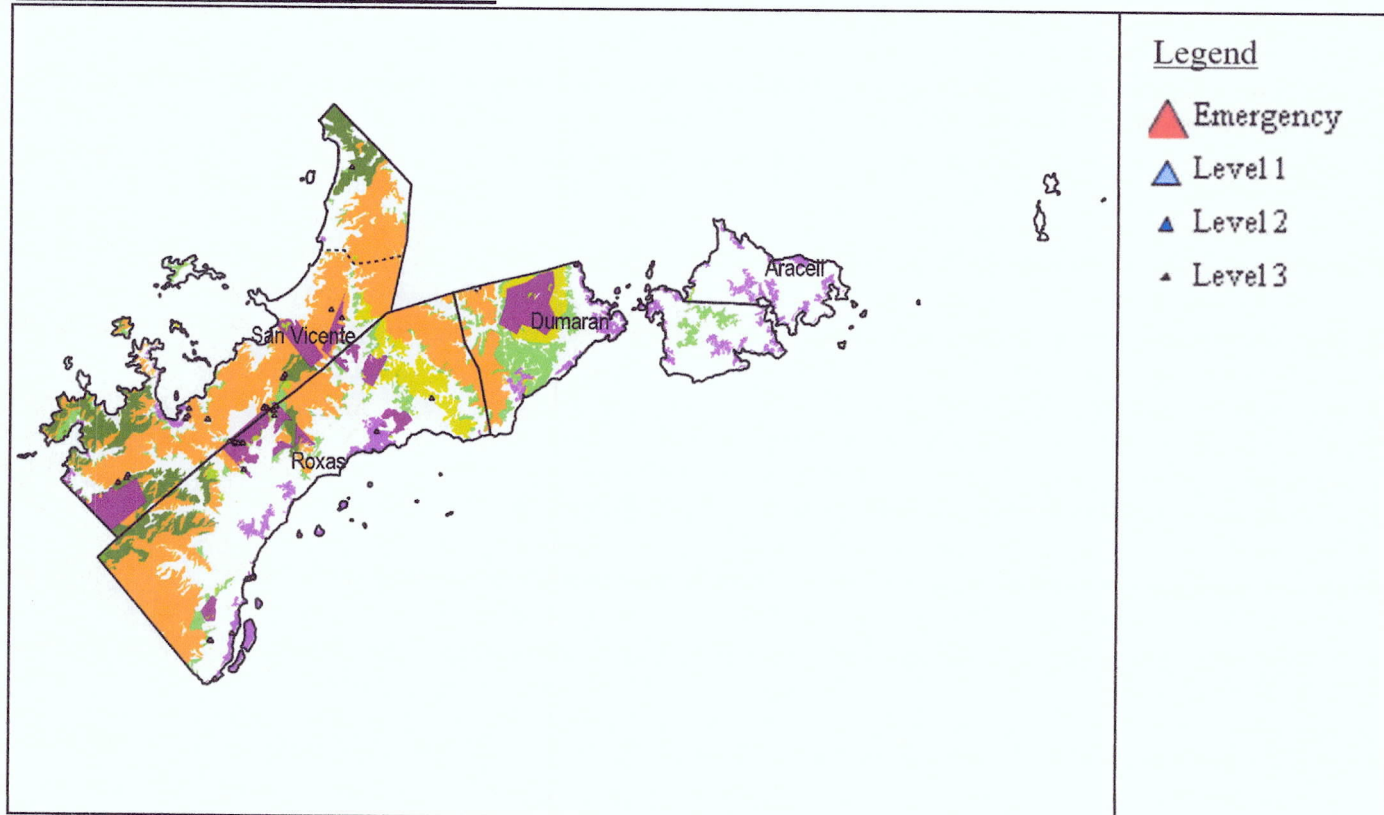 Legend
Emergency
Level 1
Level 2
Level 3
Araceli
San Vicente
Dumaran
Roxas